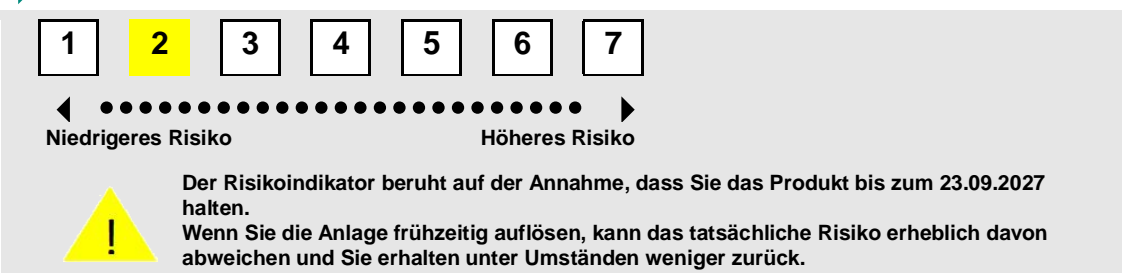 1 2 3 4 5 6 7
Niedrigeres Risiko Höheres Risiko
Der Risikoindikator beruht auf der Annahme, dass Sie das Produkt bis zum 23.09.2027
halten.
Wenn Sie die Anlage frühzeitig auflösen, kann das tatsächliche Risiko erheblich davon
! abweichen und Sie erhalten unter Umständen weniger zurück.